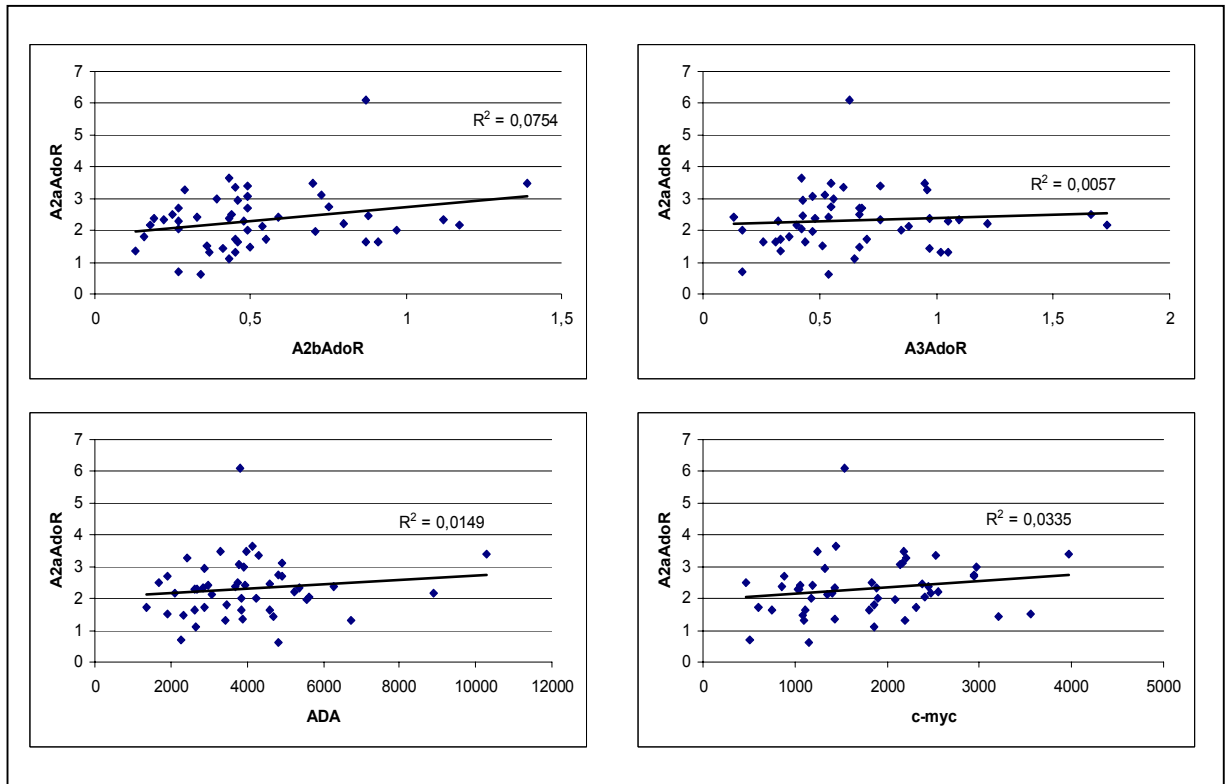 7
6
5
4
3
2
1
0
A2aAdoR
R² = 0,0754
0 0,5 1 1,5
A2bAdoR
7
6
5
4
3
2
1
0
A2aAdoR
R² = 0,0057
0 0,5 1 1,5 2
A3AdoR
7
6
5
4
3
2
1
0
A2aAdoR
R² = 0,0149
0 2000 4000 6000 8000 10000 12000
ADA
7
6
5
4
3
2
1
0
A2aAdoR
R² = 0,0335
0 1000 2000 3000 4000 5000
c-myc